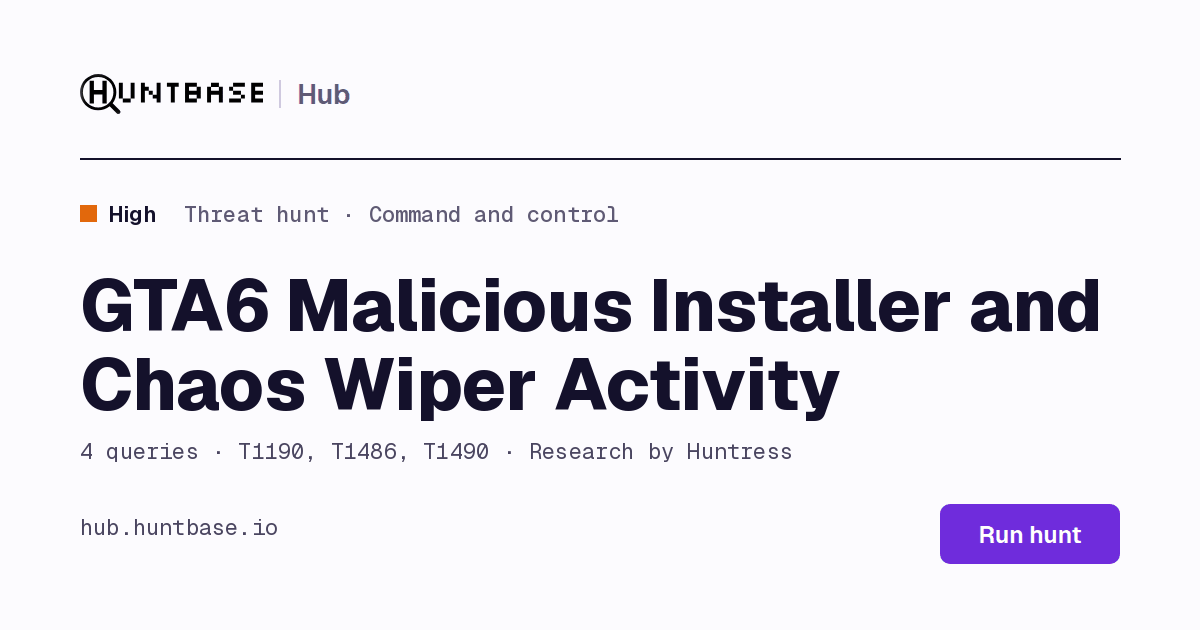 HUNTBASE Hub
High Threat hunt · Command and control
GTA6 Malicious Installer and
Chaos Wiper Activity
4 queries · T1190, T1486, T1490 · Research by Huntress
hub.huntbase.io
Run hunt